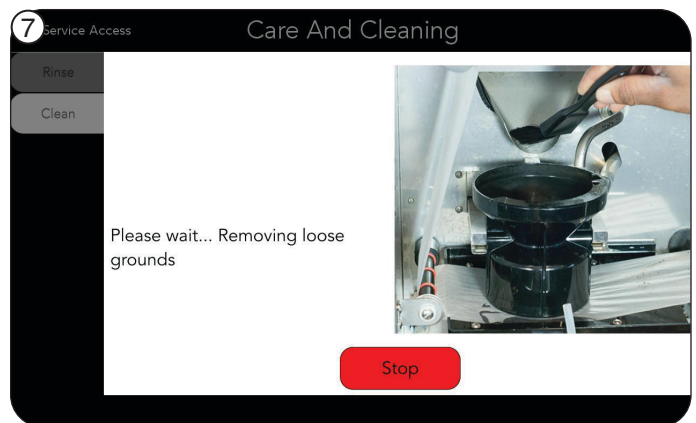 7
Service Access
Care And Cleaning
Rinse
Clean
Please wait... Removing loose
grounds
Stop